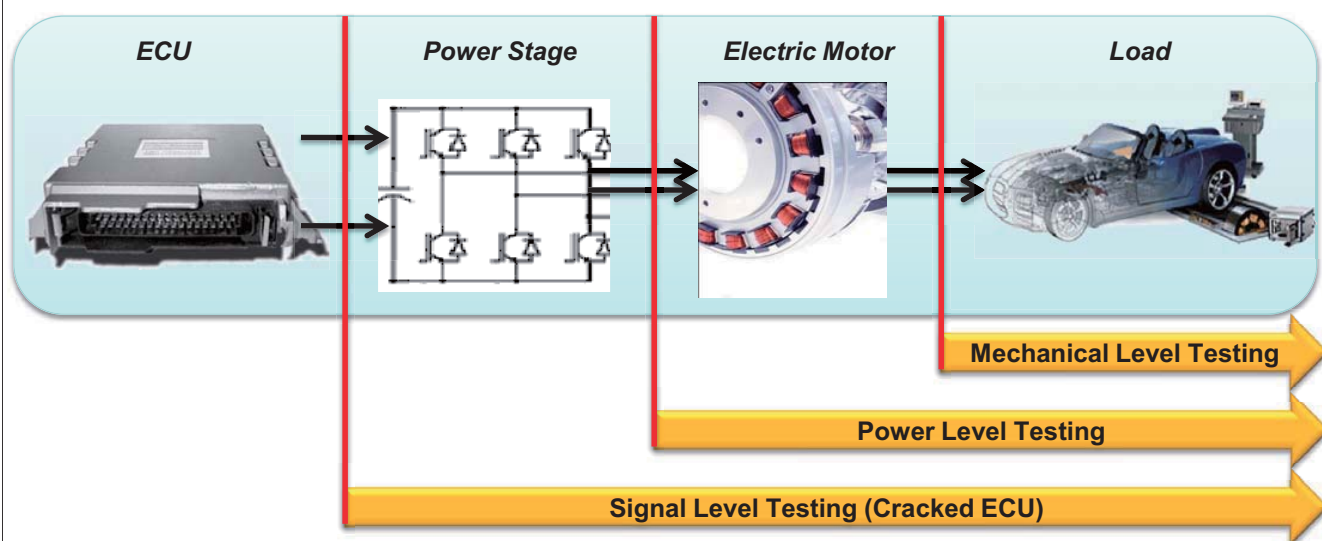 ECU
Power Stage
Electric Motor
Load
Mechanical Level Testing
Power Level Testing
Signal Level Testing (Cracked ECU)